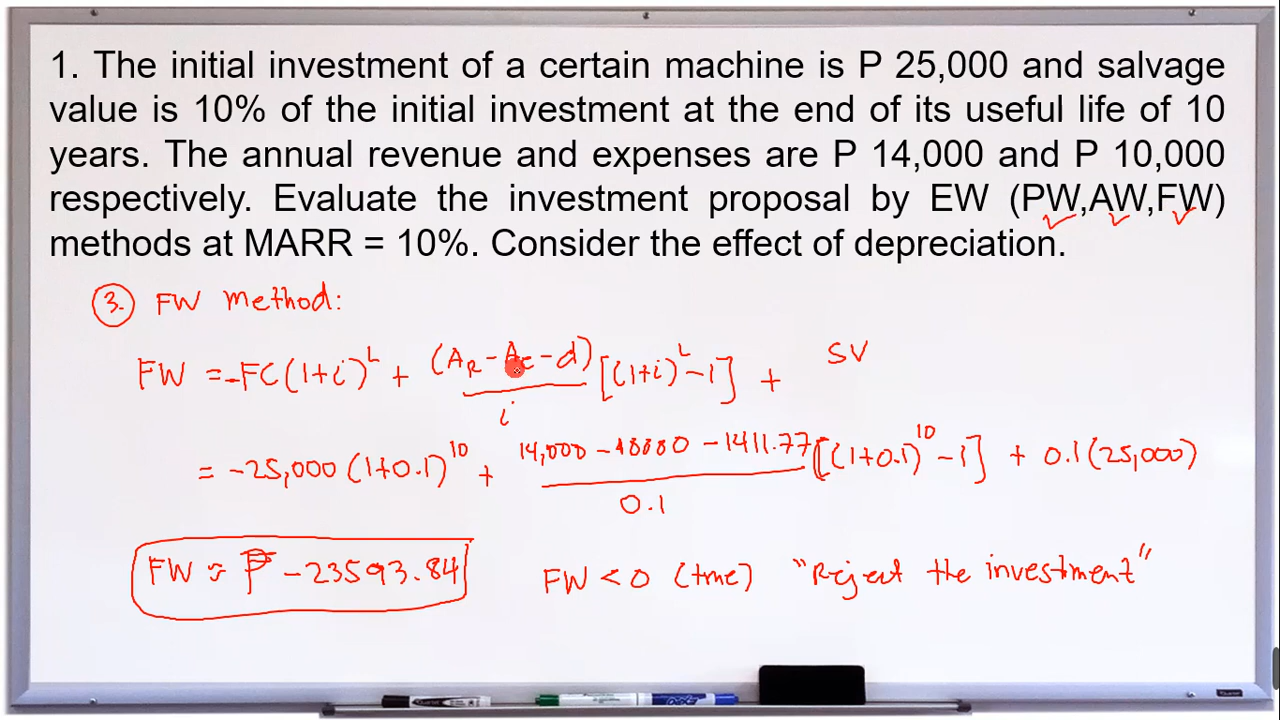 1. The initial investment of a certain machine is P 25,000 and salvage
value is 10% of the initial investment at the end of its useful life of 10
years. The annual revenue and expenses are P 14,000 and P 10,000
respectively. Evaluate the investment proposal by EW (PW,AW,FW)
methods at MARR = 10%. Consider the effect of depreciation.
3. FW method:
FW = -FC(1+i)^L + (A_R - A_E - d)/i [(1+i)^L - 1] + SV
= -25,000 (1+0.1)^10 + (14,000 - 10000 - 1411.77)/0.1 [(1+0.1)^10 - 1] + 0.1(25,000)
FW ≈ ₱ -23593.84
FW < 0 (true) "Reject the investment"